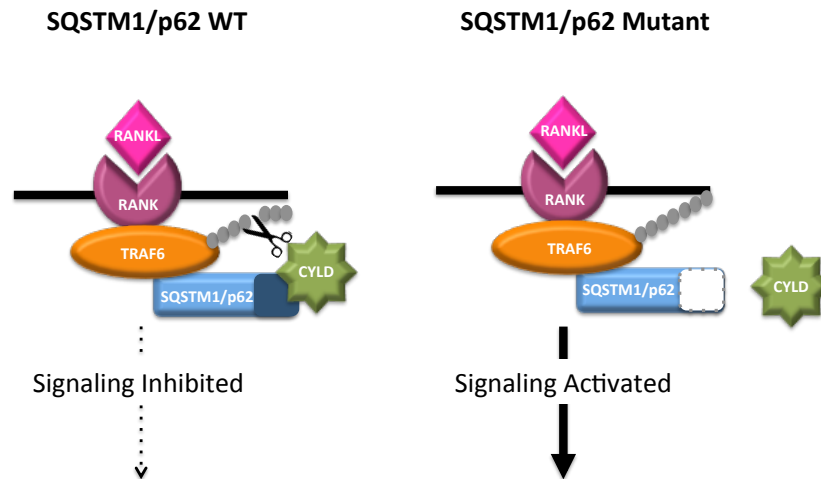 SQSTM1/p62 WT
RANKL
RANK
TRAF6
CYLD
SQSTM1/p62
Signaling Inhibited
SQSTM1/p62 Mutant
RANKL
RANK
TRAF6
SQSTM1/p62
CYLD
Signaling Activated